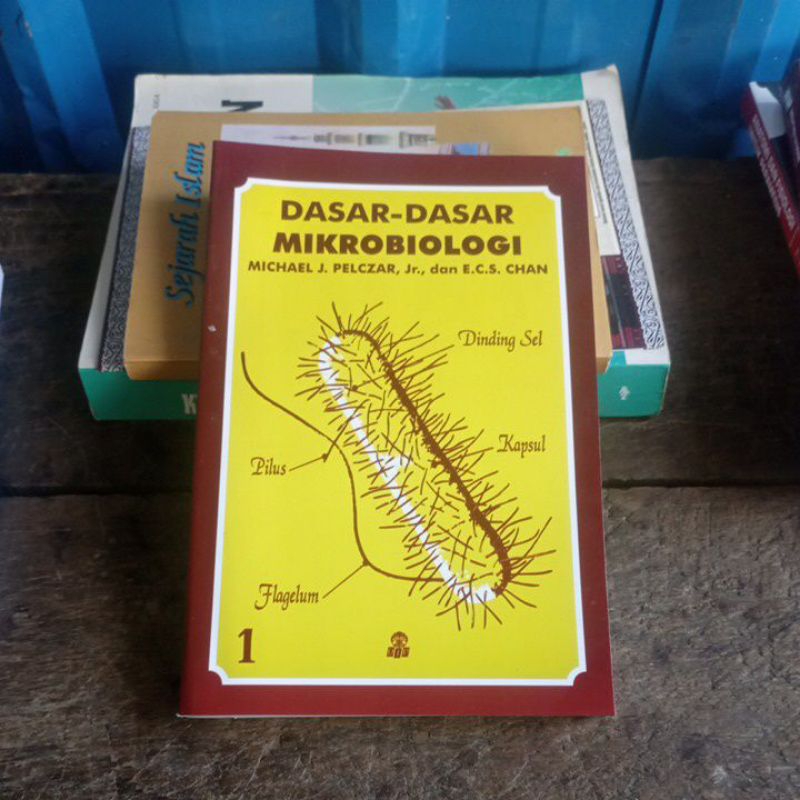 DASAR-DASAR
MIKROBIOLOGI
MICHAEL J. PELCZAR, Jr., dan E.C.S. CHAN
Dinding Sel
Kapsul
Pilus
Flagelum
1
Sejarah Islam